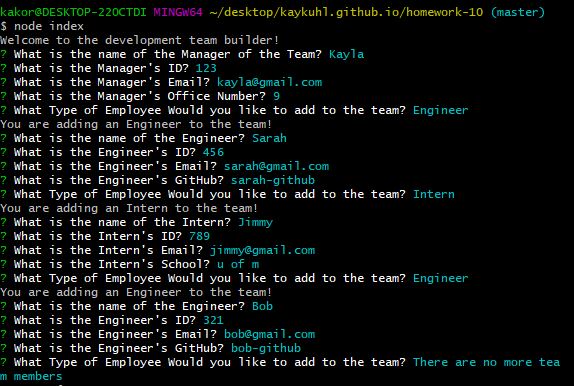 kakor@DESKTOP-22OCTDI MINGW64 ~/desktop/kaykuhl.github.io/homework-10 (master)
$ node index
Welcome to the development team builder!
? What is the name of the Manager of the Team? Kayla
? What is the Manager's ID? 123
? What is the Manager's Email? kayla@gmail.com
? What is the Manager's Office Number? 9
? What Type of Employee Would you like to add to the team? Engineer
You are adding an Engineer to the team!
? What is the name of the Engineer? Sarah
? What is the Engineer's ID? 456
? What is the Engineer's Email? sarah@gmail.com
? What is the Engineer's GitHub? sarah-github
? What Type of Employee Would you like to add to the team? Intern
You are adding an Intern to the team!
? What is the name of the Intern? Jimmy
? What is the Intern's ID? 789
? What is the Intern's Email? jimmy@gmail.com
? What is the Intern's School? u of m
? What Type of Employee Would you like to add to the team? Engineer
You are adding an Engineer to the team!
? What is the name of the Engineer? Bob
? What is the Engineer's ID? 321
? What is the Engineer's Email? bob@gmail.com
? What is the Engineer's GitHub? bob-github
? What Type of Employee Would you like to add to the team? There are no more tea
m members